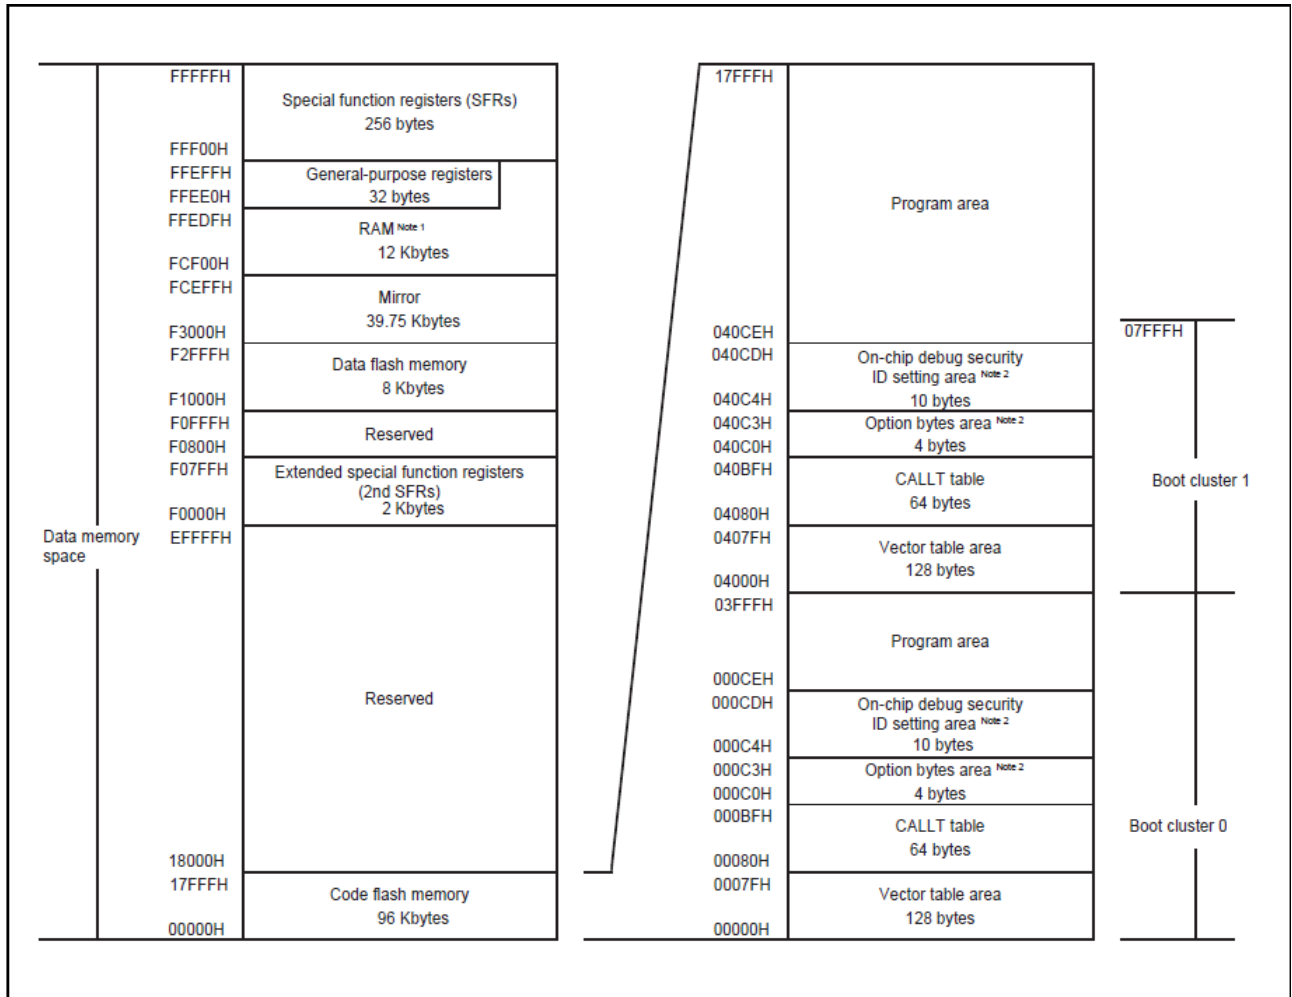 FFFFFH
Special function registers (SFRs)
256 bytes
FFF00H
FFEFFH
General-purpose registers
32 bytes
FFEE0H
FFEDFH
RAM Note 1
12 Kbytes
FCF00H
FCEFFH
Mirror
39.75 Kbytes
F3000H
F2FFFH
Data flash memory
8 Kbytes
F1000H
F0FFFH
Reserved
F0800H
F07FFH
Extended special function registers
(2nd SFRs)
2 Kbytes
F0000H
EFFFFH
Data memory
space
Reserved
18000H
17FFFH
Code flash memory
96 Kbytes
00000H
17FFFH
Program area
040CEH
040CDH
On-chip debug security
ID setting area Note 2
10 bytes
040C4H
040C3H
Option bytes area Note 2
4 bytes
040C0H
040BFH
CALLT table
64 bytes
04080H
0407FH
Vector table area
128 bytes
04000H
03FFFH
Program area
000CEH
000CDH
On-chip debug security
ID setting area Note 2
10 bytes
000C4H
000C3H
Option bytes area Note 2
4 bytes
000C0H
000BFH
CALLT table
64 bytes
00080H
0007FH
Vector table area
128 bytes
00000H
07FFFH
Boot cluster 1
Boot cluster 0